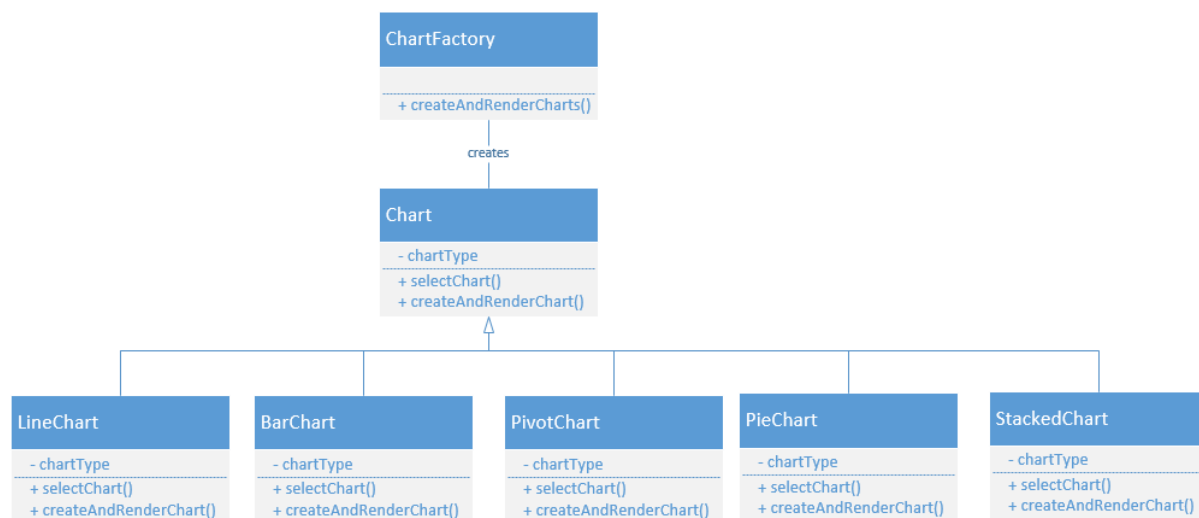 ChartFactory
+ createAndRenderCharts()
creates
Chart
- chartType
+ selectChart()
+ createAndRenderChart()
LineChart
- chartType
+ selectChart()
+ createAndRenderChart()
BarChart
- chartType
+ selectChart()
+ createAndRenderChart()
PivotChart
- chartType
+ selectChart()
+ createAndRenderChart()
PieChart
- chartType
+ selectChart()
+ createAndRenderChart()
StackedChart
- chartType
+ selectChart()
+ createAndRenderChart()